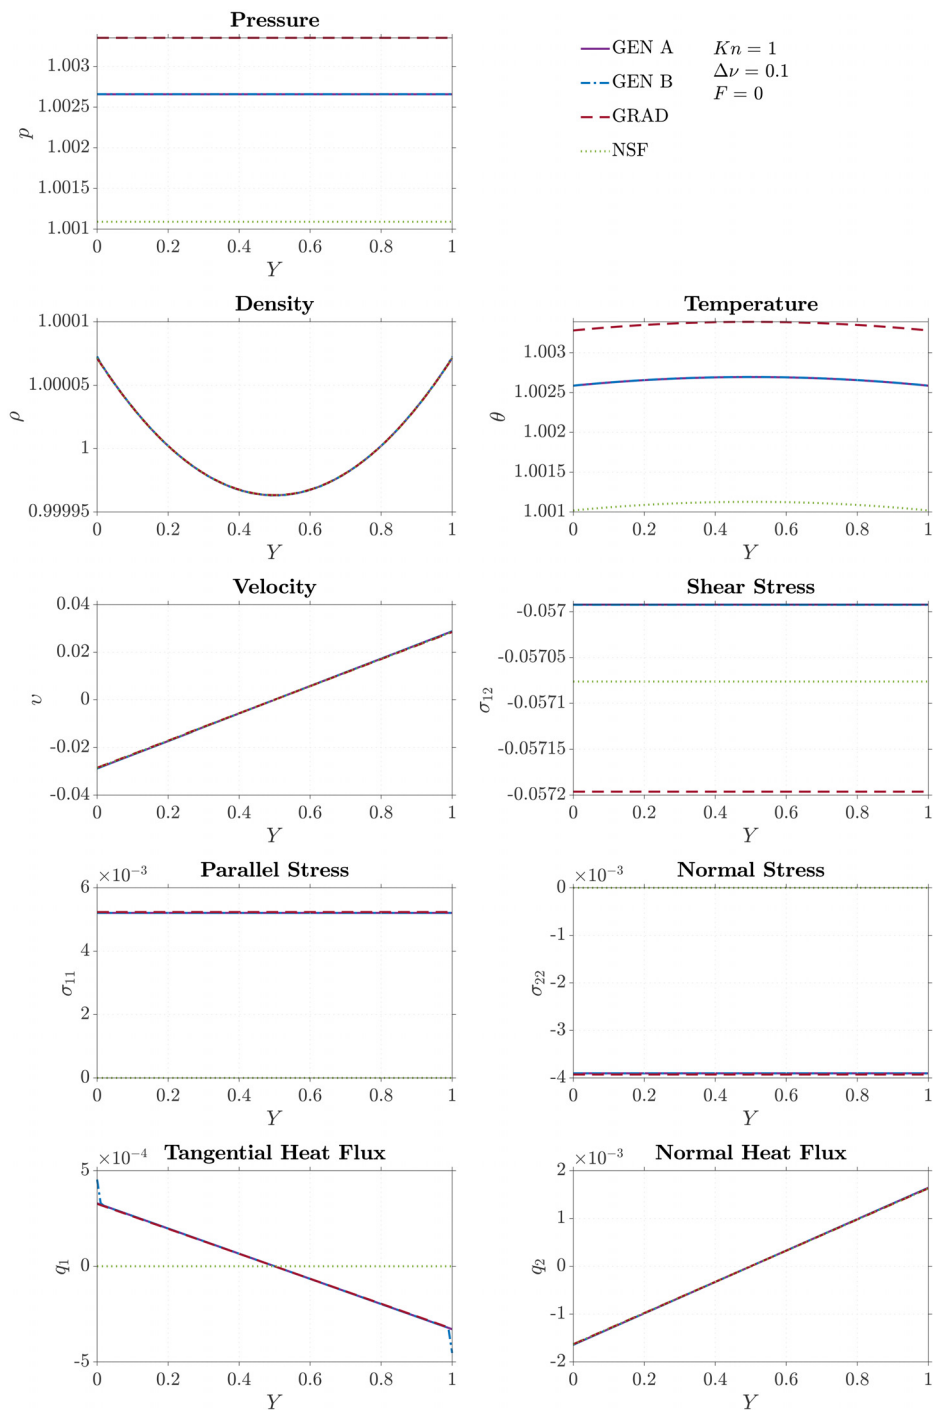 Pressure
1.003
1.0025
1.002
1.0015
1.001
p
0 0.2 0.4 0.6 0.8 1
Y
GEN A
GEN B
GRAD
NSF
Kn = 1
Δν = 0.1
F = 0
Density
1.0001
1.00005
1
0.99995
ρ
0 0.2 0.4 0.6 0.8 1
Y
Temperature
1.003
1.0025
1.002
1.0015
1.001
θ
0 0.2 0.4 0.6 0.8 1
Y
Velocity
0.04
0.02
0
-0.02
-0.04
v
0 0.2 0.4 0.6 0.8 1
Y
Shear Stress
-0.057
-0.05705
-0.0571
-0.05715
-0.0572
σ₁₂
0 0.2 0.4 0.6 0.8 1
Y
Parallel Stress
×10⁻³
6
4
2
0
σ₁₁
0 0.2 0.4 0.6 0.8 1
Y
Normal Stress
×10⁻³
0
-1
-2
-3
-4
σ₂₂
0 0.2 0.4 0.6 0.8 1
Y
Tangential Heat Flux
×10⁻⁴
5
0
-5
q₁
0 0.2 0.4 0.6 0.8 1
Y
Normal Heat Flux
×10⁻³
2
1
0
-1
-2
q₂
0 0.2 0.4 0.6 0.8 1
Y